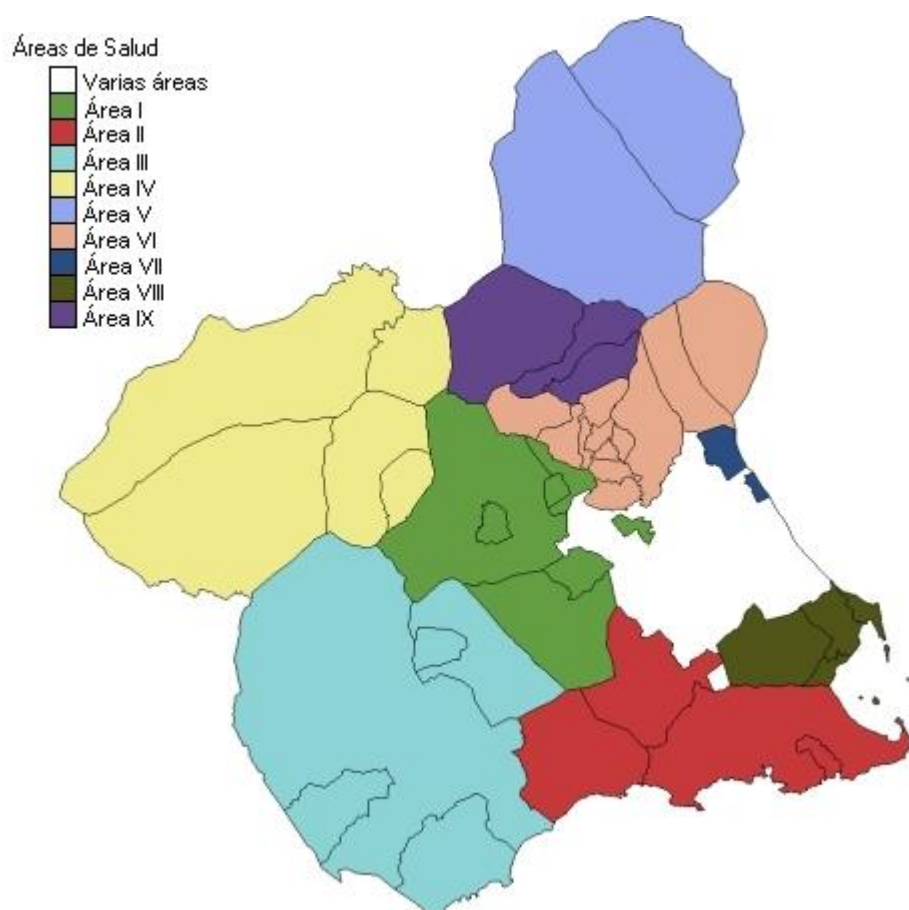 Áreas de Salud
Varias áreas
Área I
Área II
Área III
Área IV
Área V
Área VI
Área VII
Área VIII
Área IX